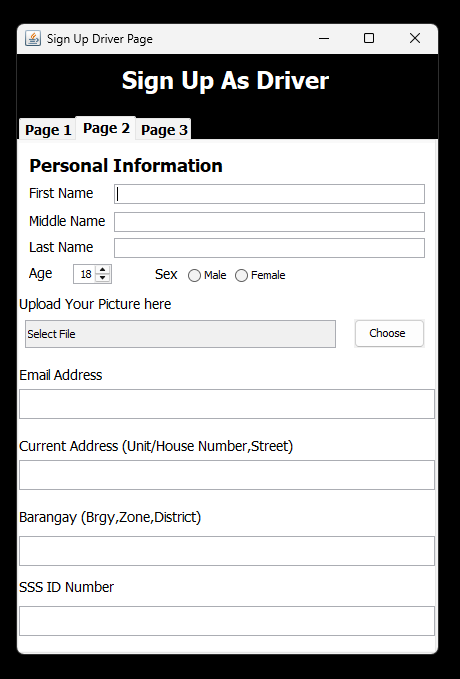 Sign Up Driver Page
Sign Up As Driver
Page 1 Page 2 Page 3
Personal Information
First Name
Middle Name
Last Name
Age 18 Sex Male Female
Upload Your Picture here
Select File Choose
Email Address
Current Address (Unit/House Number,Street)
Barangay (Brgy,Zone,District)
SSS ID Number